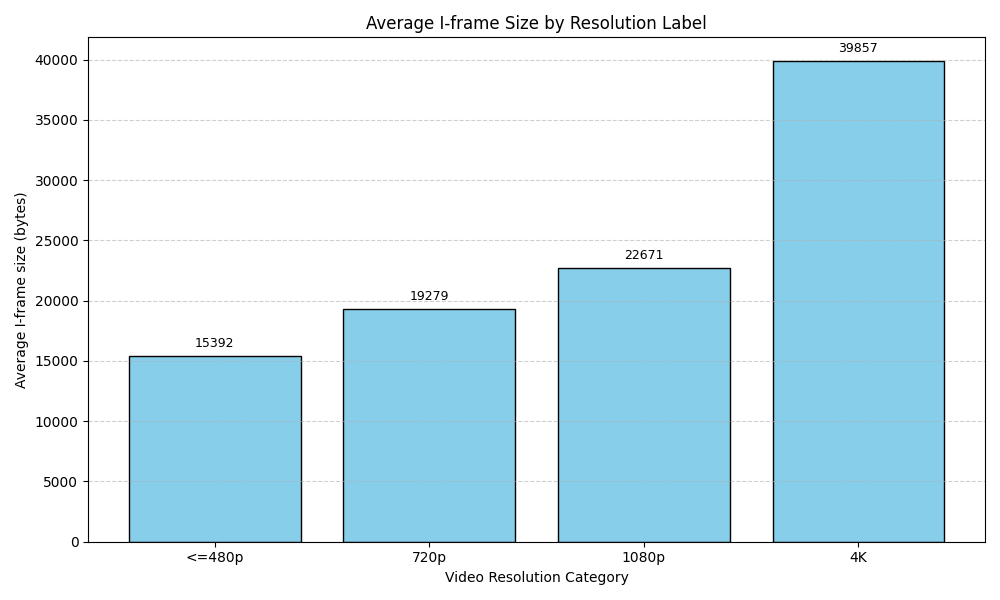 Average I-frame Size by Resolution Label
Average I-frame size (bytes)
40000
35000
30000
25000
20000
15000
10000
5000
0
15392
19279
22671
39857
<=480p
720p
1080p
4K
Video Resolution Category